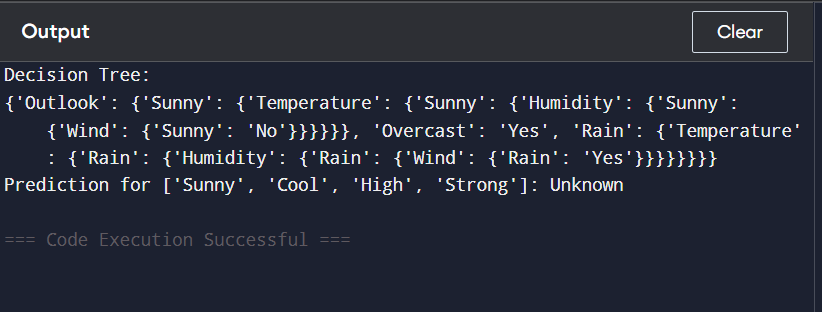 Output
Clear
Decision Tree:
{'Outlook': {'Sunny': {'Temperature': {'Sunny': {'Humidity': {'Sunny':
{'Wind': {'Sunny': 'No'}}}}}}, 'Overcast': 'Yes', 'Rain': {'Temperature'
: {'Rain': {'Humidity': {'Rain': {'Wind': {'Rain': 'Yes'}}}}}}}}
Prediction for ['Sunny', 'Cool', 'High', 'Strong']: Unknown
=== Code Execution Successful ===